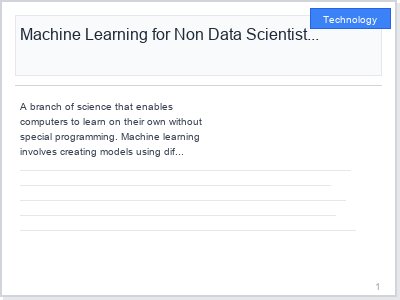 Technology
Machine Learning for Non Data Scientist...
A branch of science that enables
computers to learn on their own without
special programming. Machine learning
involves creating models using dif...
1